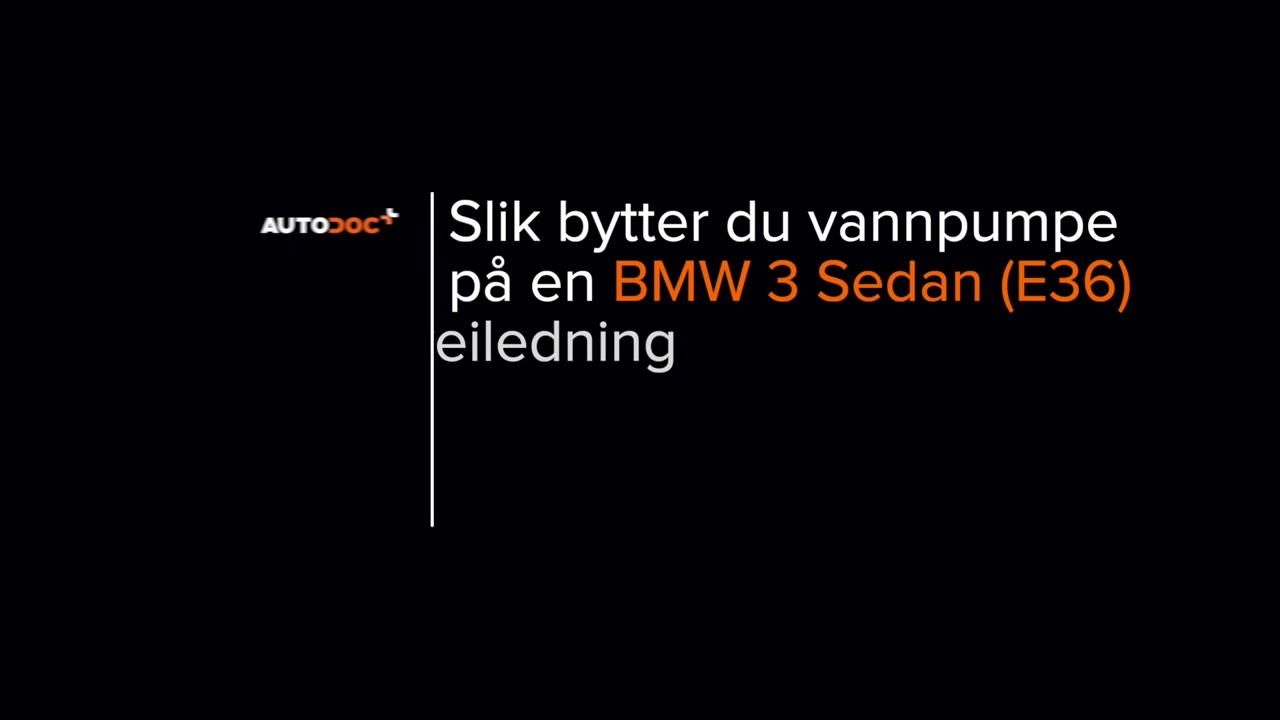 AUTODOC
Slik bytter du vannpumpe
på en BMW 3 Sedan (E36)
eiledning